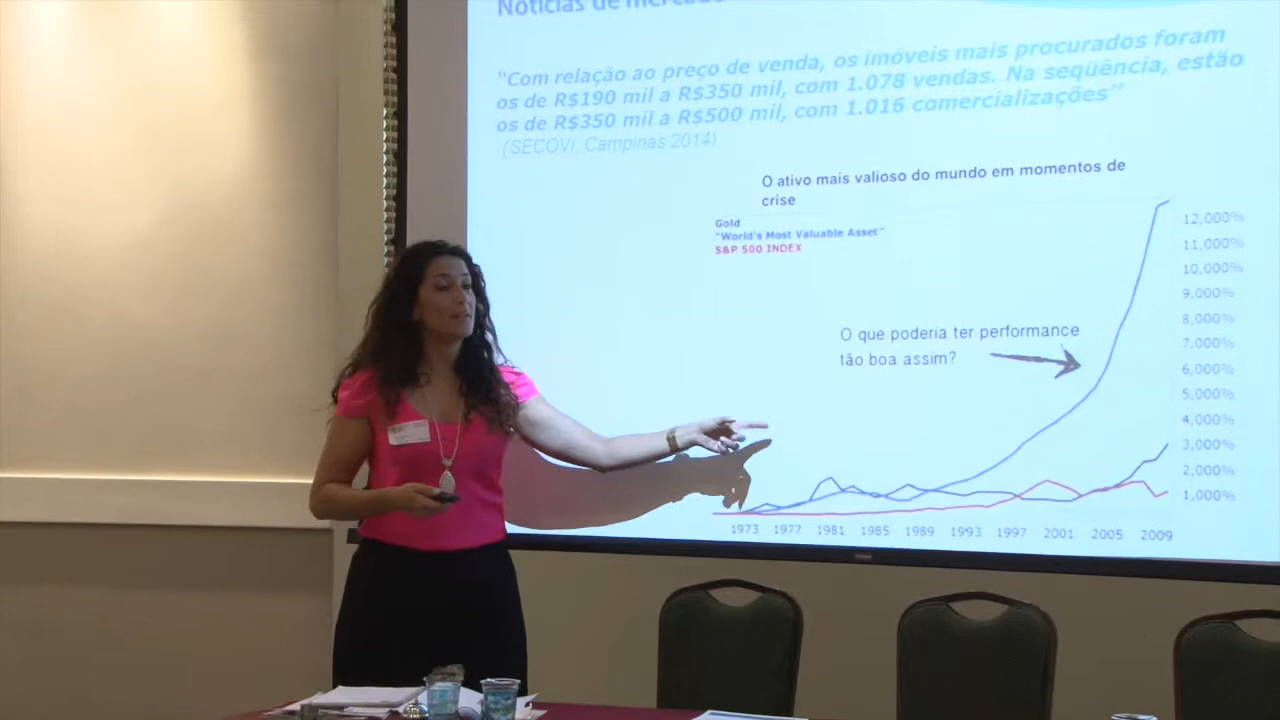 Notícias de mercado
"Com relação ao preço de venda, os imóveis mais procurados foram
os de R$190 mil a R$350 mil, com 1.078 vendas. Na seqüência, estão
os de R$350 mil a R$500 mil, com 1.016 comercializações"
(SECOVI, Campinas 2014)
O ativo mais valioso do mundo em momentos de
crise
Gold
"World's Most Valuable Asset"
S&P 500 INDEX
O que poderia ter performance
tão boa assim?
12,000%
11,000%
10,000%
9,000%
8,000%
7,000%
6,000%
5,000%
4,000%
3,000%
2,000%
1,000%
1973 1977 1981 1985 1989 1993 1997 2001 2005 2009